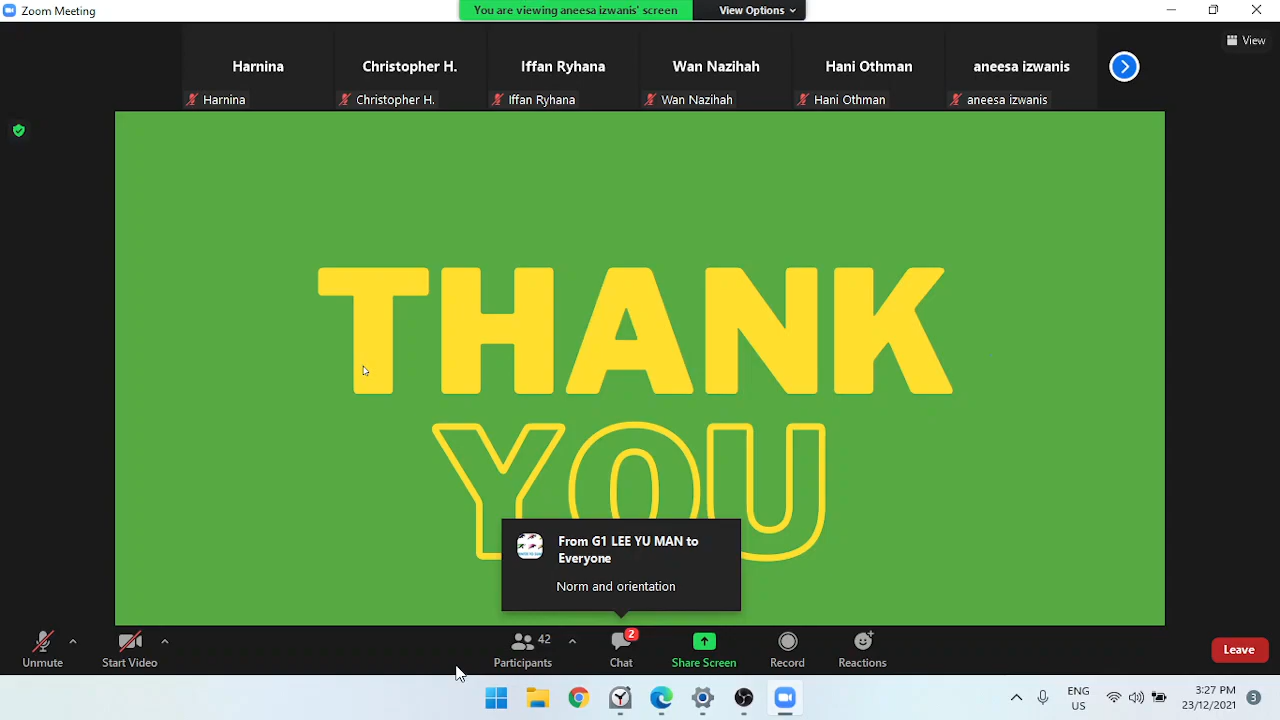 Zoom Meeting
You are viewing aneesa izwanis' screen
View Options
View
Harnina
Christopher H.
Iffan Ryhana
Wan Nazihah
Hani Othman
aneesa izwanis
Harnina
Christopher H.
Iffan Ryhana
Wan Nazihah
Hani Othman
aneesa izwanis
THANK
YOU
From G1 LEE YU MAN to
Everyone
Norm and orientation
Unmute
Start Video
42
Participants
2
Chat
Share Screen
Record
Reactions
Leave
ENG
US
3:27 PM
23/12/2021
3